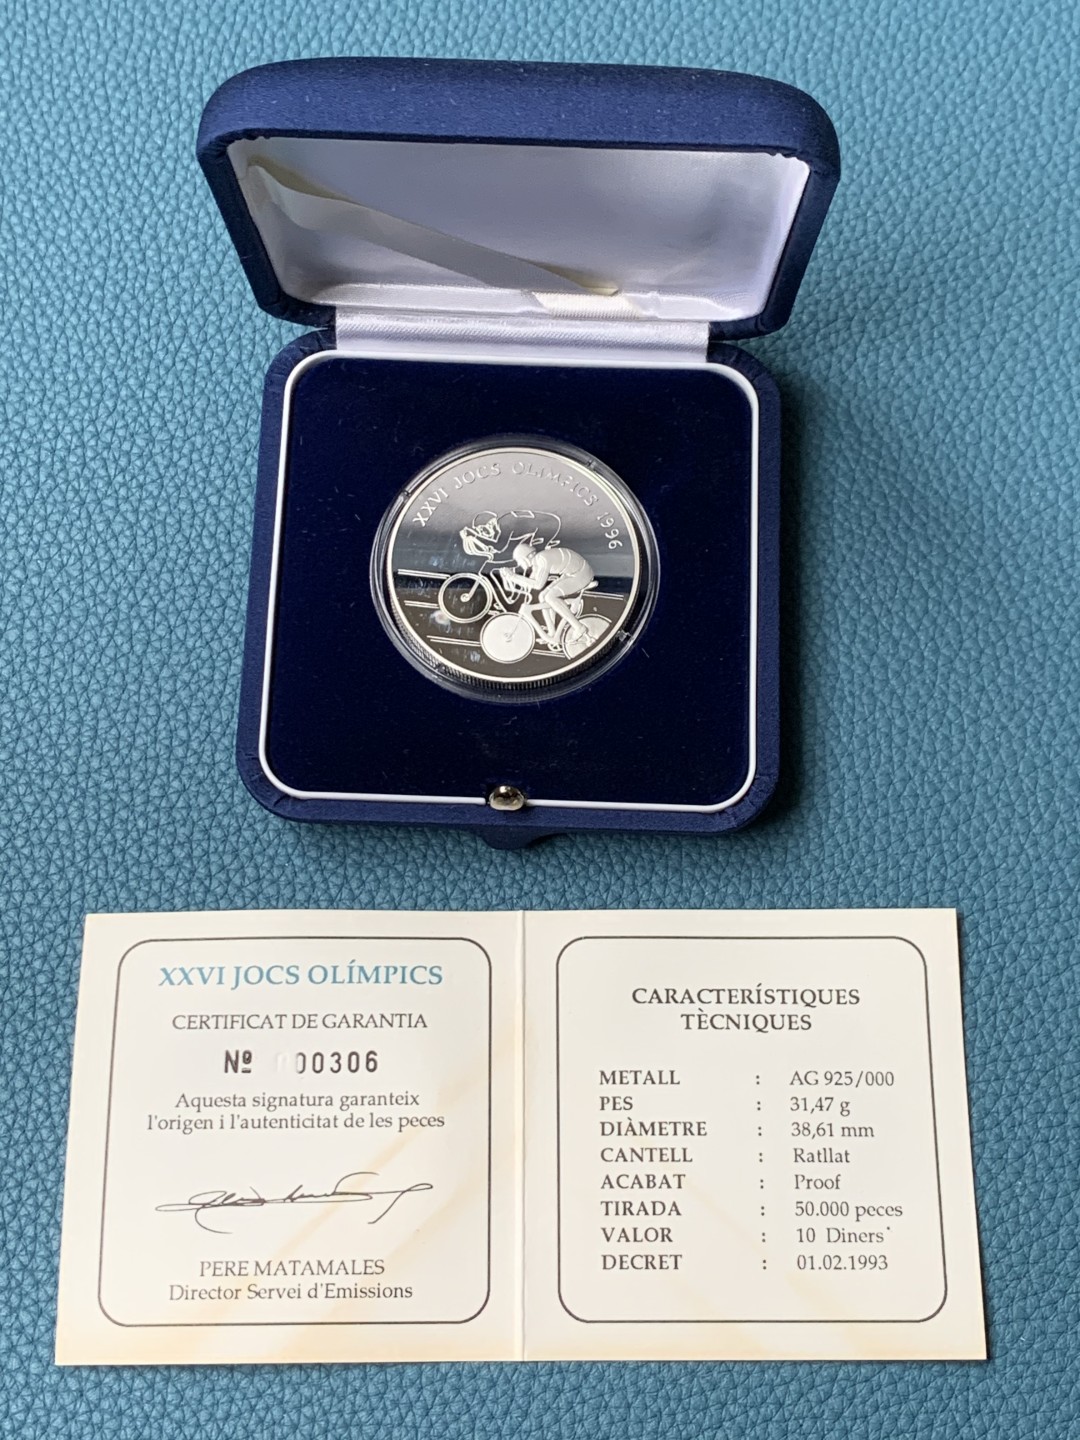 XXVI JOCS OLIMPICS 1996
XXVI JOCS OLÍMPICS
CERTIFICAT DE GARANTIA
Nº 000306
Aquesta signatura garanteix
l'origen i l'autenticitat de les peces
PERE MATAMALES
Director Servei d'Emissions
CARACTERÍSTIQUES
TÈCNIQUES
METALL : AG 925/000
PES : 31,47 g
DIÀMETRE : 38,61 mm
CANTELL : Ratllat
ACABAT : Proof
TIRADA : 50.000 peces
VALOR : 10 Diners
DECRET : 01.02.1993